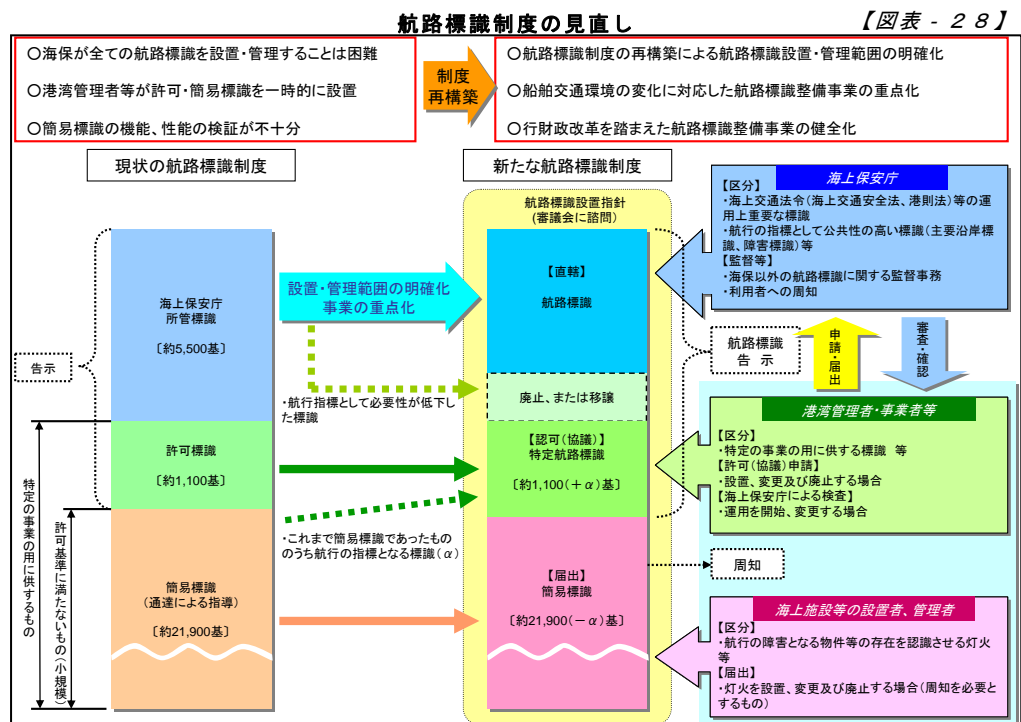 航路標識制度の見直し
【図表-28】
○海保が全ての航路標識を設置・管理することは困難
○港湾管理者等が許可・簡易標識を一時的に設置
○簡易標識の機能、性能の検証が不十分
制度
再構築
○航路標識制度の再構築による航路標識設置・管理範囲の明確化
○船舶交通環境の変化に対応した航路標識整備事業の重点化
○行財政改革を踏まえた航路標識整備事業の健全化
現状の航路標識制度
新たな航路標識制度
航路標識設置指針
(審議会に諮問)
告示
海上保安庁
所管標識
〔約5,500基〕
許可標識
〔約1,100基〕
簡易標識
(通達による指導)
〔約21,900基〕
特定の事業の用に供するもの
許可基準に満たないもの(小規模)
設置・管理範囲の明確化
事業の重点化
・航行指標として必要性が低下し
た標識
・これまで簡易標識であったもの
のうち航行の指標となる標識(α)
【直轄】
航路標識
廃止、または移譲
【認可(協議)】
特定航路標識
〔約1,100(+α)基〕
【届出】
簡易標識
〔約21,900(-α)基〕
航路標識
告 示
周知
海上保安庁
【区分】
・海上交通法令(海上交通安全法、港則法)等の運
用上重要な標識
・航行の指標として公共性の高い標識(主要沿岸標
識、障害標識)等
【監督等】
・海保以外の航路標識に関する監督事務
・利用者への周知
申請・届出
審査・確認
港湾管理者・事業者等
【区分】
・特定の事業の用に供する標識 等
【許可(協議)申請】
・設置、変更及び廃止する場合
【海上保安庁による検査】
・運用を開始、変更する場合
海上施設等の設置者、管理者
【区分】
・航行の障害となる物件等の存在を認識させる灯火
等
【届出】
・灯火を設置、変更及び廃止する場合(周知を必要と
するもの)